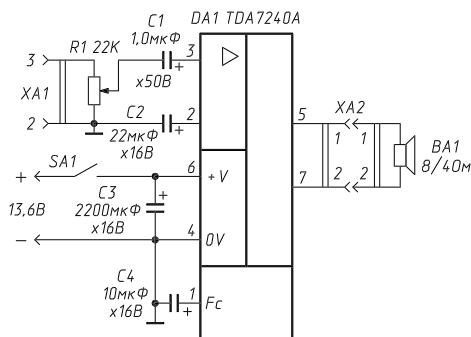 C1 DA1 TDA7240A
R1 22K 1,0мкФ 3
3
+
XA1 х50В
C2 2 5 XA2
2 + 1 1
22мкФ BA1
х16В 8/4Ом
SA1 6 7 2 2
+ +V
C3 +
13,6В 2200мкФ
х16В 4
− 0V
C4
10мкФ 1 Fc
х16В +